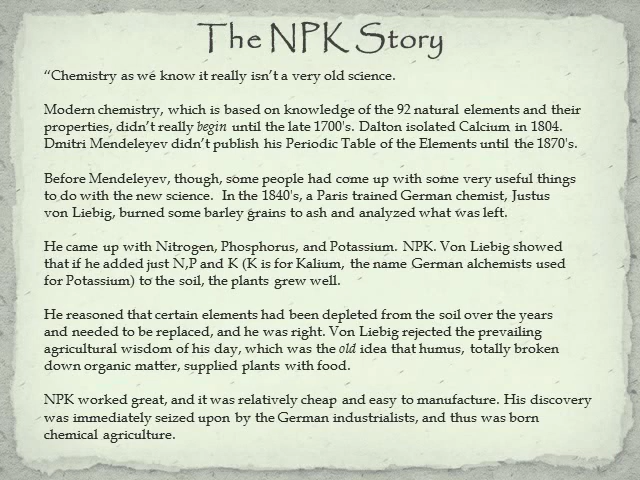 The NPK Story
“Chemistry as we know it really isn’t a very old science.
Modern chemistry, which is based on knowledge of the 92 natural elements and their
properties, didn’t really begin until the late 1700's. Dalton isolated Calcium in 1804.
Dmitri Mendeleyev didn’t publish his Periodic Table of the Elements until the 1870’s.
Before Mendeleyev, though, some people had come up with some very useful things
to do with the new science. In the 1840's, a Paris trained German chemist, Justus
von Liebig, burned some barley grains to ash and analyzed what was left.
He came up with Nitrogen, Phosphorus, and Potassium. NPK. Von Liebig showed
that if he added just N,P and K (K is for Kalium, the name German alchemists used
for Potassium) to the soil, the plants grew well.
He reasoned that certain elements had been depleted from the soil over the years
and needed to be replaced, and he was right. Von Liebig rejected the prevailing
agricultural wisdom of his day, which was the old idea that humus, totally broken
down organic matter, supplied plants with food.
NPK worked great, and it was relatively cheap and easy to manufacture. His discovery
was immediately seized upon by the German industrialists, and thus was born
chemical agriculture.